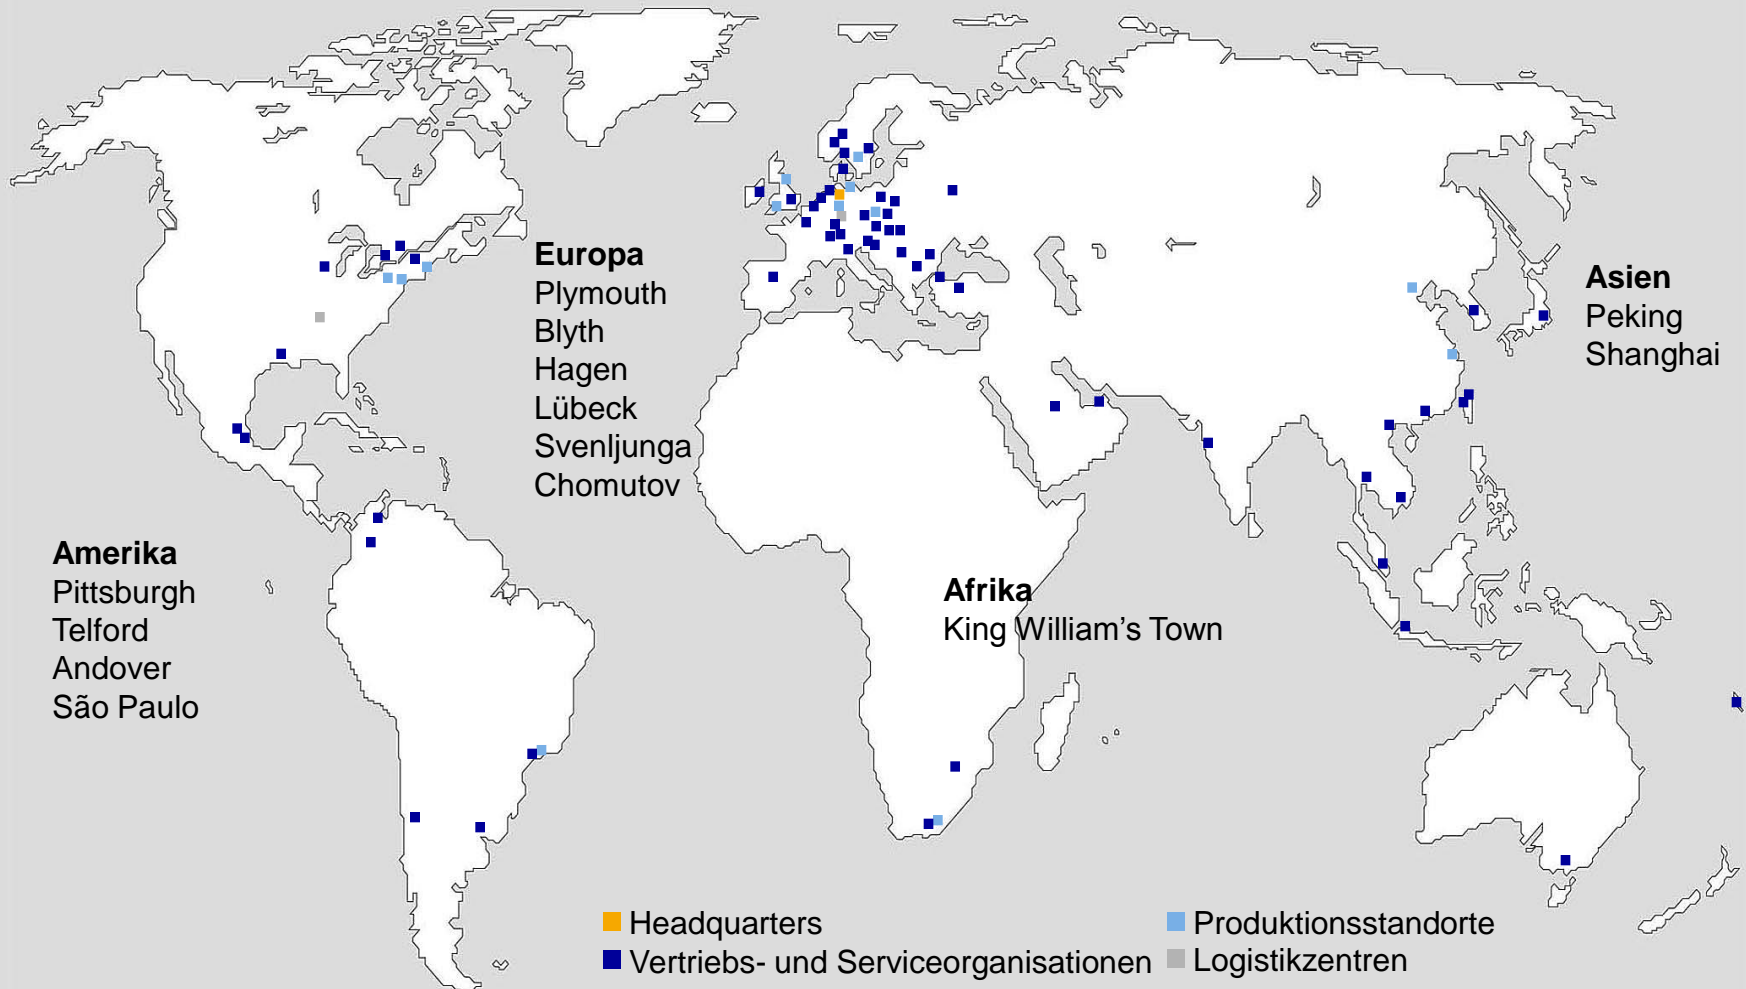 Europa
Plymouth
Blyth
Hagen
Lübeck
Svenljunga
Chomutov
Asien
Peking
Shanghai
Amerika
Pittsburgh
Telford
Andover
São Paulo
Afrika
King William’s Town
Headquarters
Vertriebs- und Serviceorganisationen
Produktionsstandorte
Logistikzentren